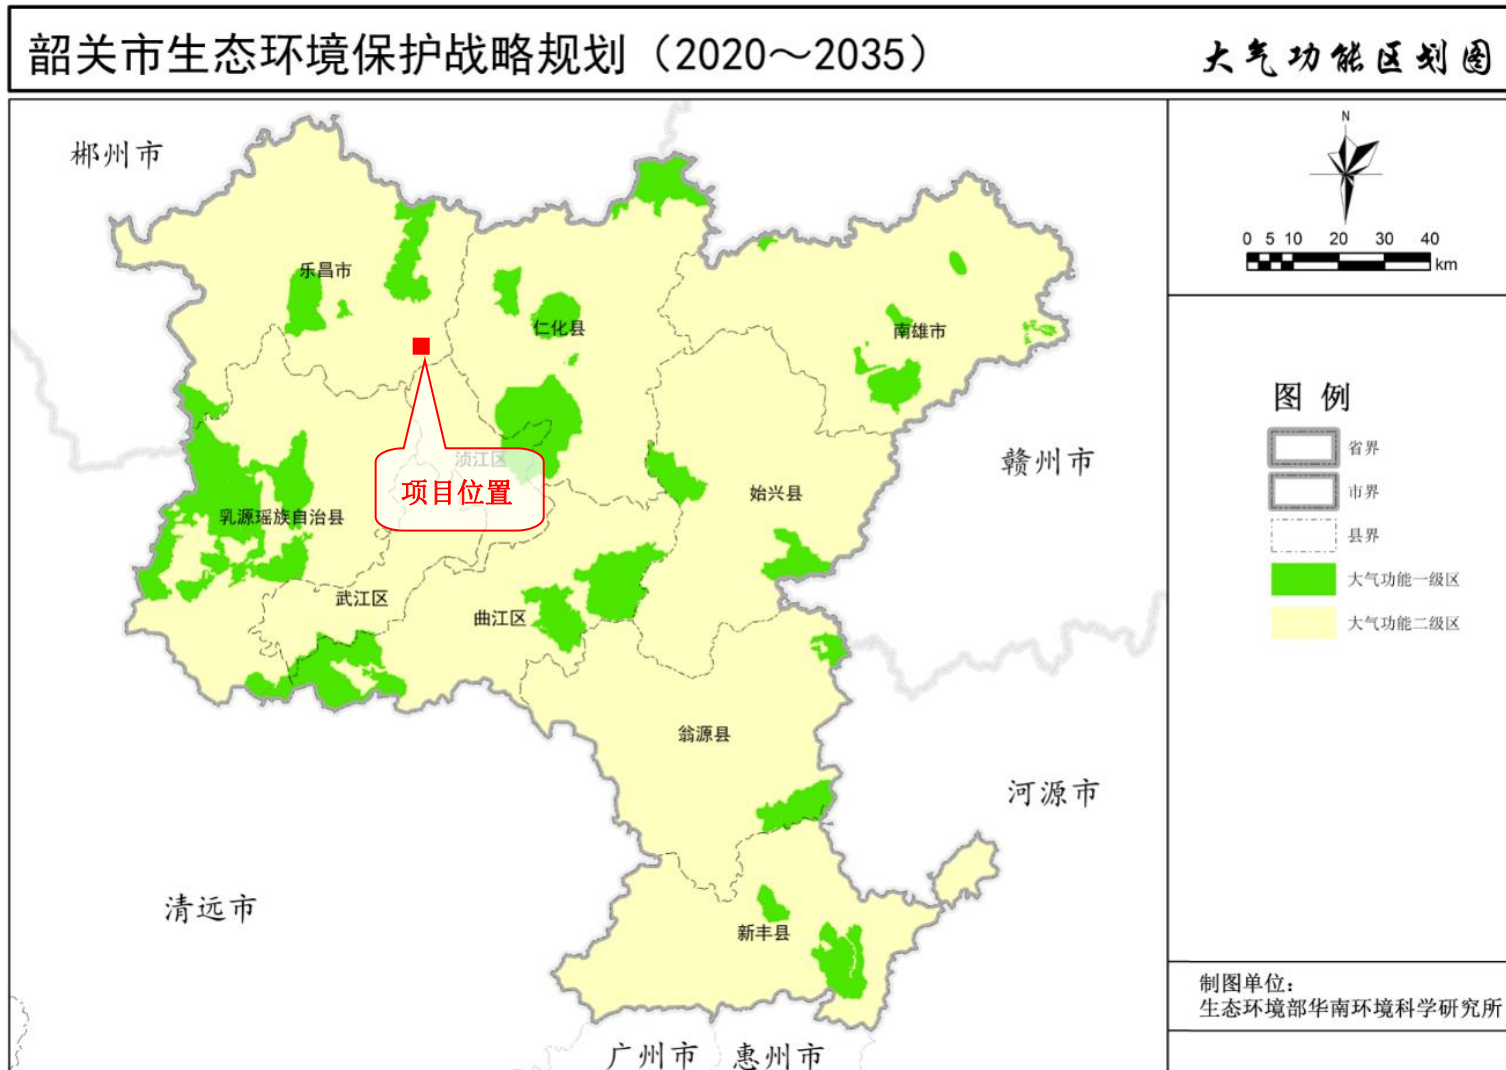 韶关市生态环境保护战略规划（2020～2035）
大气功能区划图
郴州市
N
0 5 10 20 30 40
km
乐昌市
仁化县
南雄市
图 例
省界
市界
县界
大气功能一级区
大气功能二级区
浈江区
项目位置
赣州市
始兴县
乳源瑶族自治县
武江区
曲江区
翁源县
河源市
清远市
新丰县
制图单位：
生态环境部华南环境科学研究所
广州市
惠州市